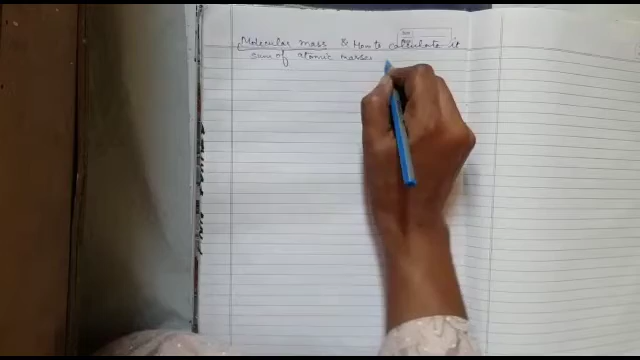 Molecular mass & How to calculate it
sum of atomic masses